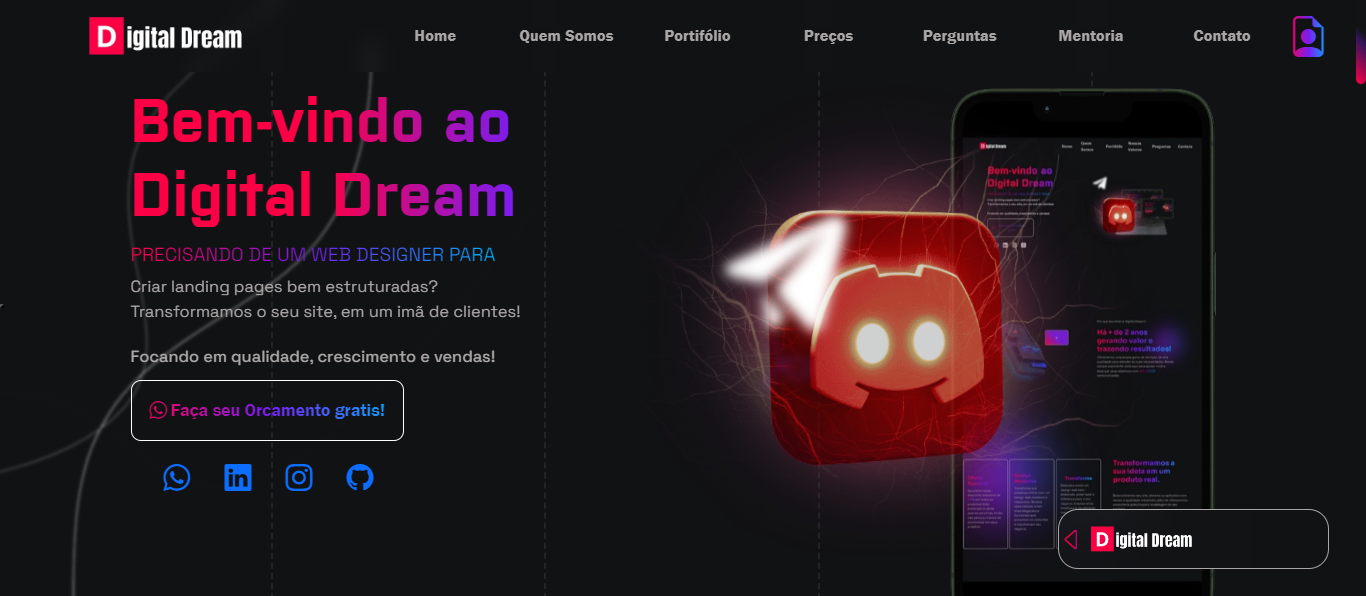 Digital Dream
Home
Quem Somos
Portifólio
Preços
Perguntas
Mentoria
Contato
Bem-vindo ao
Digital Dream
PRECISANDO DE UM WEB DESIGNER PARA
Criar landing pages bem estruturadas?
Transformamos o seu site, em um imã de clientes!
Focando em qualidade, crescimento e vendas!
Faça seu Orcamento gratis!
Digital Dream
Home
Perguntas
Contato
Bem-vindo ao
Digital Dream
Há + de 2 anos
gerando valor e
trazendo resultados!
Transformamos a
sua ideia em um
produto real.
Digital Dream